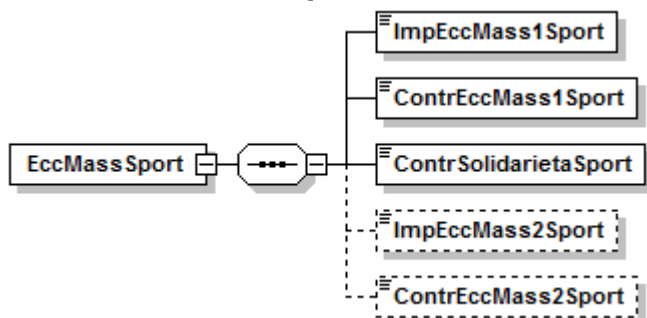 ImpEccMass1Sport
ContrEccMass1Sport
EccMassSport
ContrSolidarietaSport
ImpEccMass2Sport
ContrEccMass2Sport